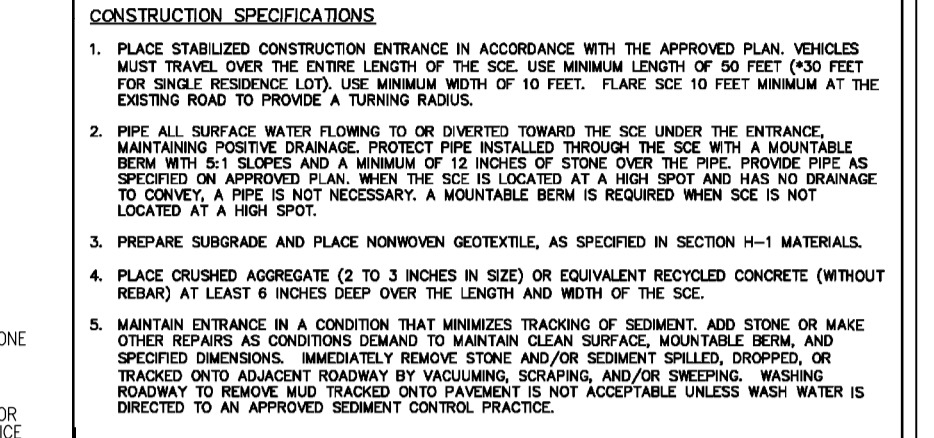 CONSTRUCTION SPECIFICATIONS
1. PLACE STABILIZED CONSTRUCTION ENTRANCE IN ACCORDANCE WITH THE APPROVED PLAN. VEHICLES
MUST TRAVEL OVER THE ENTIRE LENGTH OF THE SCE. USE MINIMUM LENGTH OF 50 FEET (*30 FEET
FOR SINGLE RESIDENCE LOT). USE MINIMUM WIDTH OF 10 FEET. FLARE SCE 10 FEET MINIMUM AT THE
EXISTING ROAD TO PROVIDE A TURNING RADIUS.
2. PIPE ALL SURFACE WATER FLOWING TO OR DIVERTED TOWARD THE SCE UNDER THE ENTRANCE,
MAINTAINING POSITIVE DRAINAGE. PROTECT PIPE INSTALLED THROUGH THE SCE WITH A MOUNTABLE
BERM WITH 5:1 SLOPES AND A MINIMUM OF 12 INCHES OF STONE OVER THE PIPE. PROVIDE PIPE AS
SPECIFIED ON APPROVED PLAN. WHEN THE SCE IS LOCATED AT A HIGH SPOT AND HAS NO DRAINAGE
TO CONVEY, A PIPE IS NOT NECESSARY. A MOUNTABLE BERM IS REQUIRED WHEN SCE IS NOT
LOCATED AT A HIGH SPOT.
3. PREPARE SUBGRADE AND PLACE NONWOVEN GEOTEXTILE, AS SPECIFIED IN SECTION H-1 MATERIALS.
4. PLACE CRUSHED AGGREGATE (2 TO 3 INCHES IN SIZE) OR EQUIVALENT RECYCLED CONCRETE (WITHOUT
REBAR) AT LEAST 6 INCHES DEEP OVER THE LENGTH AND WIDTH OF THE SCE.
5. MAINTAIN ENTRANCE IN A CONDITION THAT MINIMIZES TRACKING OF SEDIMENT. ADD STONE OR MAKE
OTHER REPAIRS AS CONDITIONS DEMAND TO MAINTAIN CLEAN SURFACE, MOUNTABLE BERM, AND
SPECIFIED DIMENSIONS. IMMEDIATELY REMOVE STONE AND/OR SEDIMENT SPILLED, DROPPED, OR
TRACKED ONTO ADJACENT ROADWAY BY VACUUMING, SCRAPING, AND/OR SWEEPING. WASHING
ROADWAY TO REMOVE MUD TRACKED ONTO PAVEMENT IS NOT ACCEPTABLE UNLESS WASH WATER IS
DIRECTED TO AN APPROVED SEDIMENT CONTROL PRACTICE.